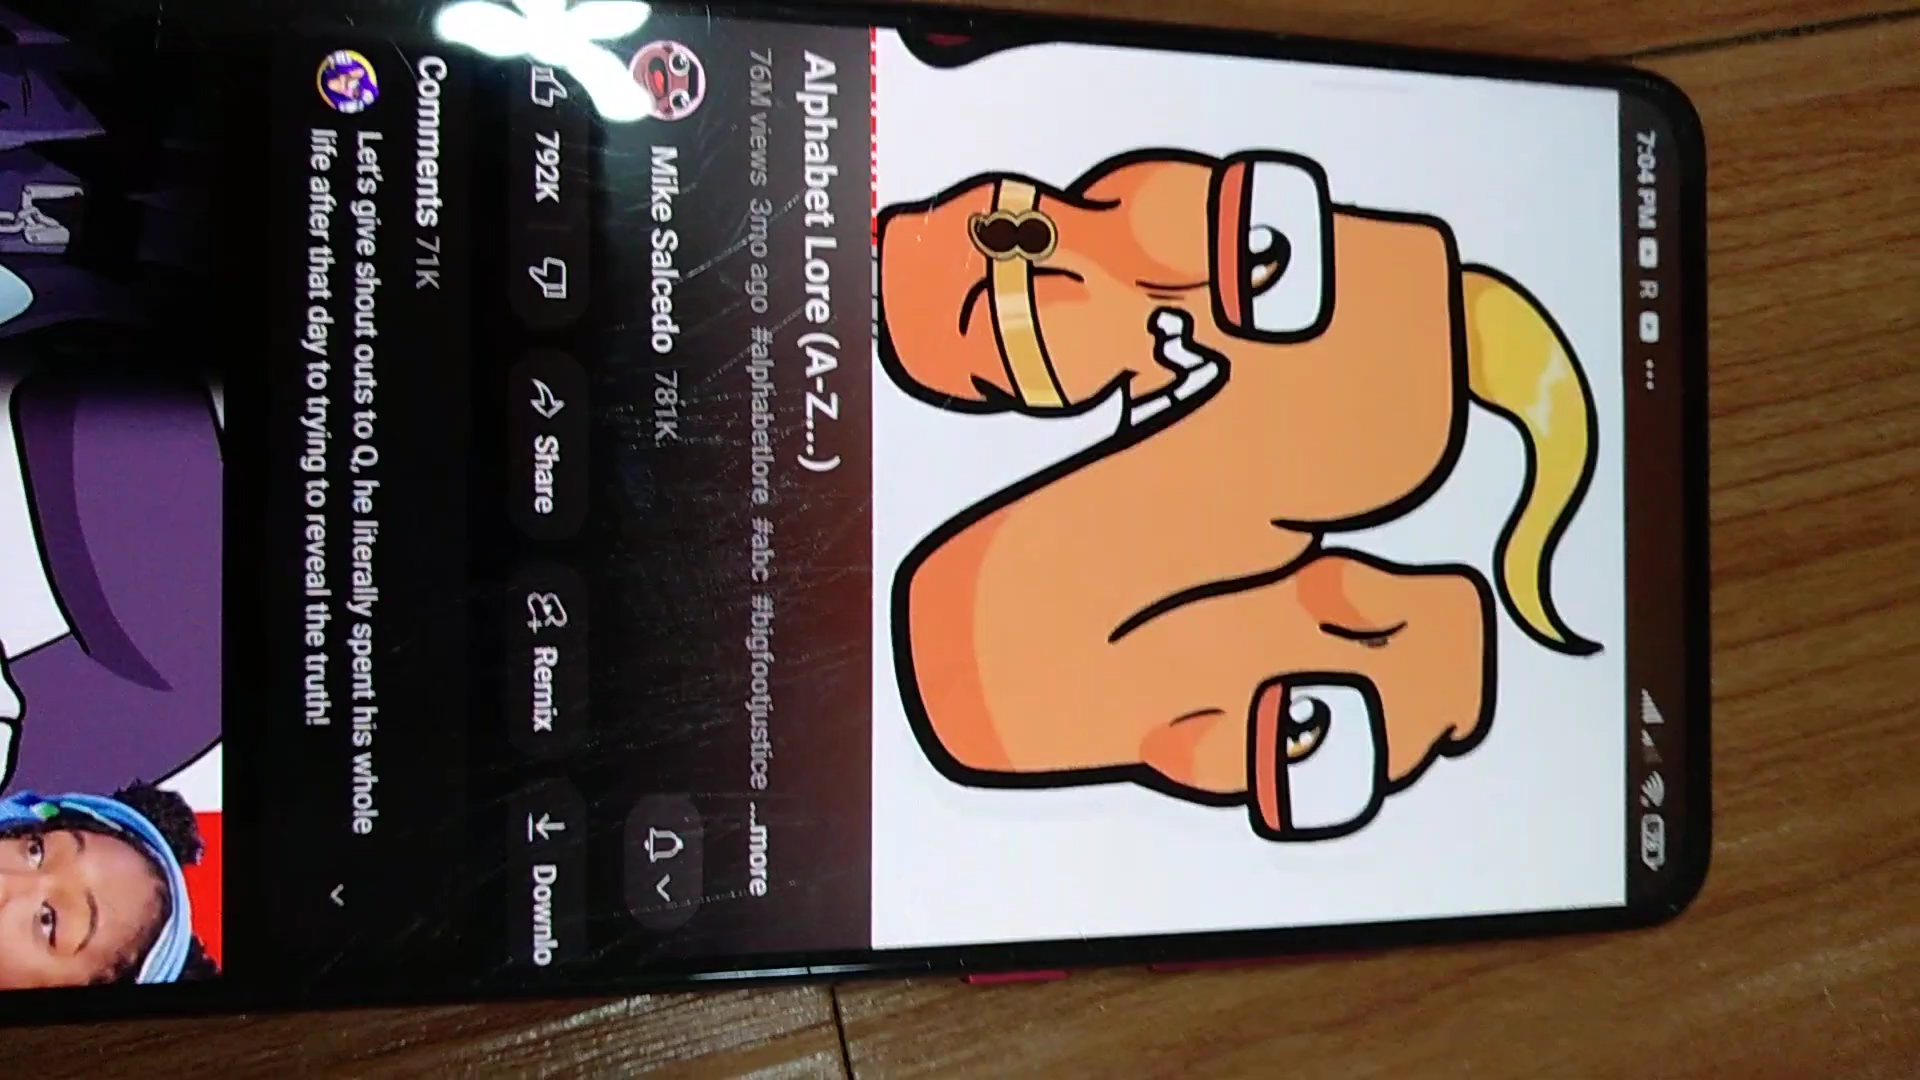 7:04 PM R ...
78
Alphabet Lore (A-Z...)
76M views 3mo ago #alphabetlore #abc #bigfootjustice ...more
Mike Salcedo 781K
792K Share Remix Downlo
Comments 71K
Let's give shout outs to Q, he literally spent his whole
life after that day to trying to reveal the truth!